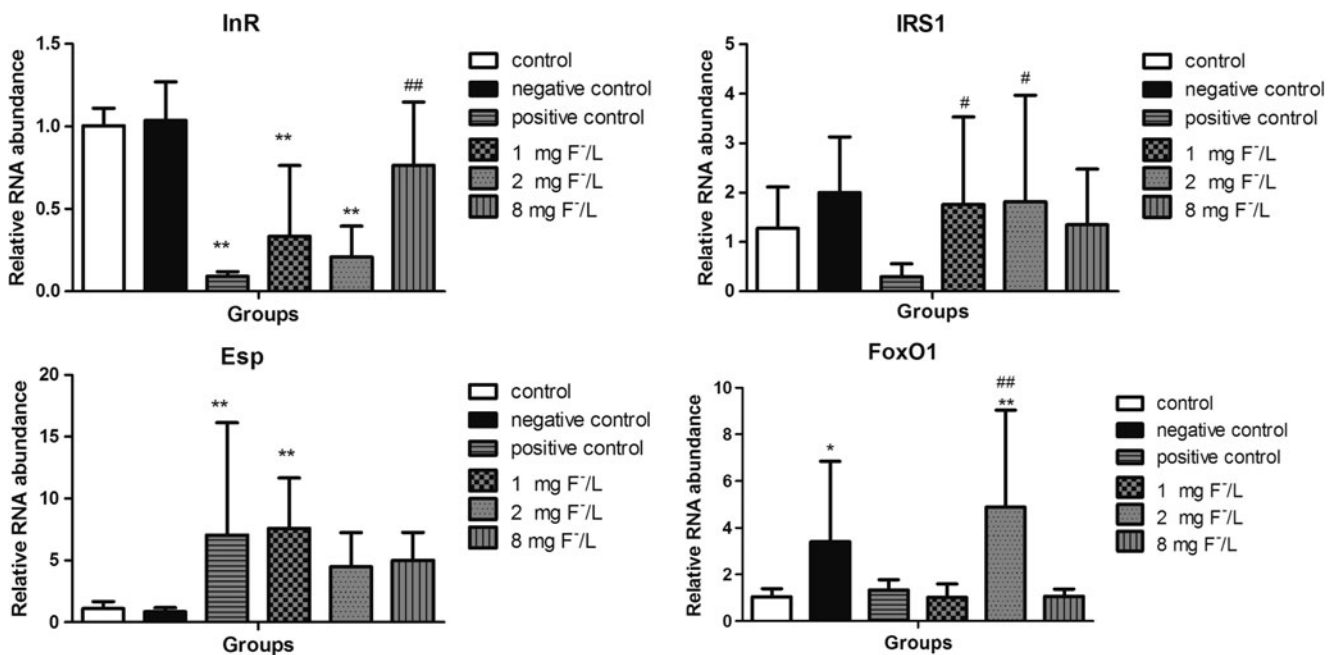 InR
Relative RNA abundance
1.5
1.0
0.5
0.0
**
**
**
##
Groups
control
negative control
positive control
1 mg F⁻/L
2 mg F⁻/L
8 mg F⁻/L
IRS1
Relative RNA abundance
5
4
3
2
1
0
#
#
Groups
control
negative control
positive control
1 mg F⁻/L
2 mg F⁻/L
8 mg F⁻/L
Esp
Relative RNA abundance
20
15
10
5
0
**
**
Groups
control
negative control
positive control
1 mg F⁻/L
2 mg F⁻/L
8 mg F⁻/L
FoxO1
Relative RNA abundance
10
8
6
4
2
0
*
##
**
Groups
control
negative control
positive control
1 mg F⁻/L
2 mg F⁻/L
8 mg F⁻/L